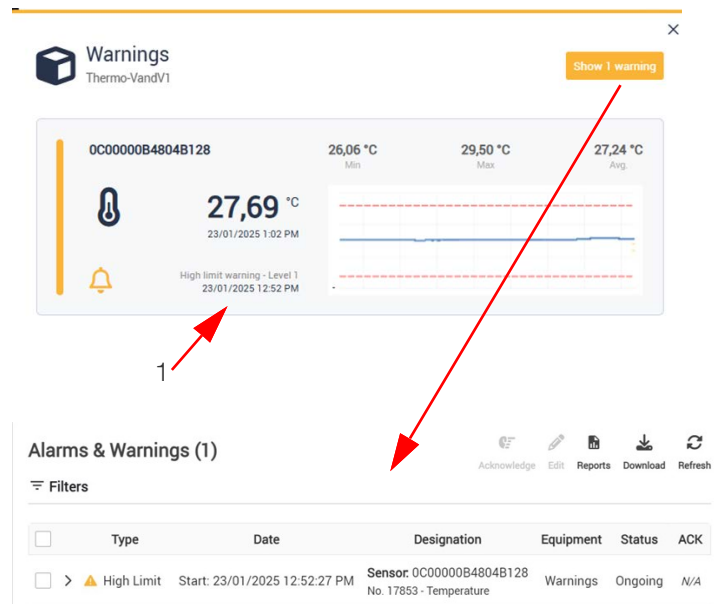 Warnings
Thermo-VandV1
Show 1 warning
0C00000B4804B128
26,06 °C
Min
29,50 °C
Max
27,24 °C
Avg.
27,69 °C
23/01/2025 1:02 PM
High limit warning - Level 1
23/01/2025 12:52 PM
1
Alarms & Warnings (1)
Acknowledge Edit Reports Download Refresh
Filters
Type Date Designation Equipment Status ACK
High Limit Start: 23/01/2025 12:52:27 PM Sensor: 0C00000B4804B128 Warnings Ongoing N/A
No. 17853 - Temperature